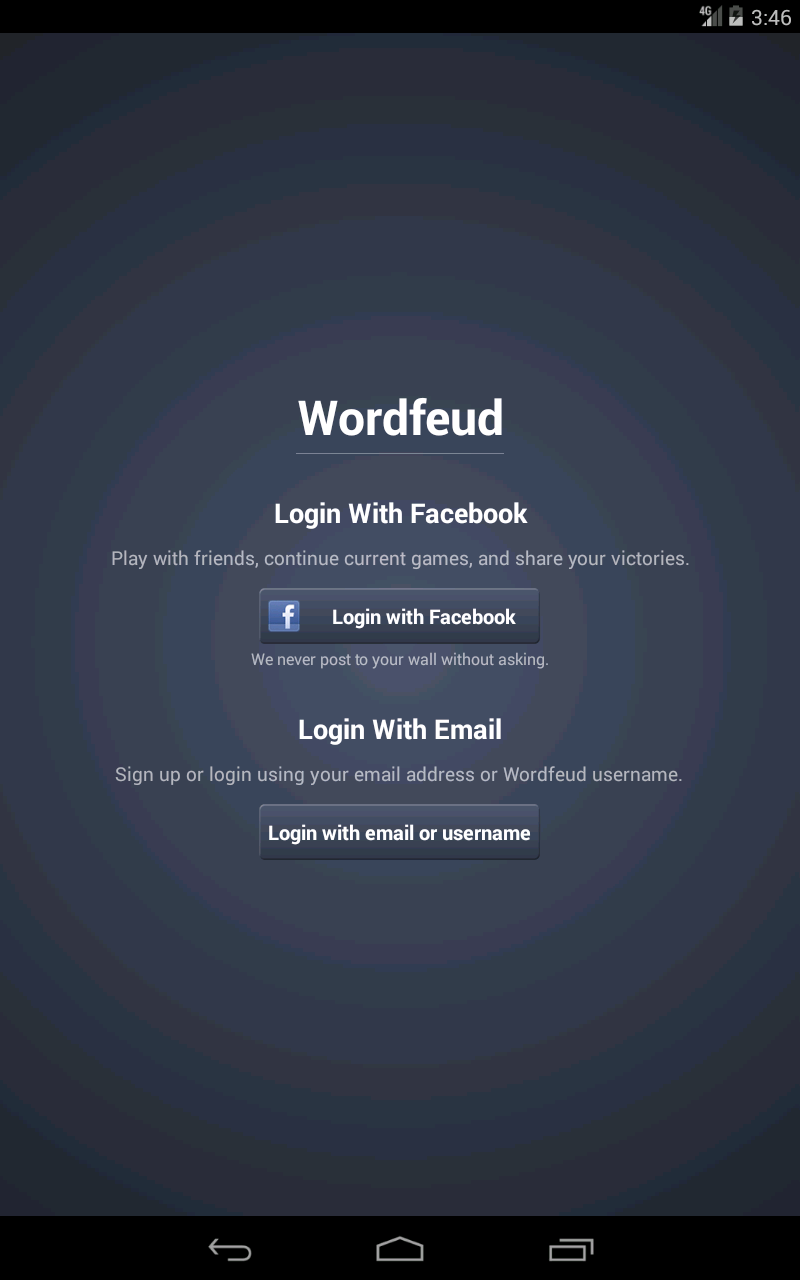 4G 3:46
Wordfeud
Login With Facebook
Play with friends, continue current games, and share your victories.
f Login with Facebook
We never post to your wall without asking.
Login With Email
Sign up or login using your email address or Wordfeud username.
Login with email or username